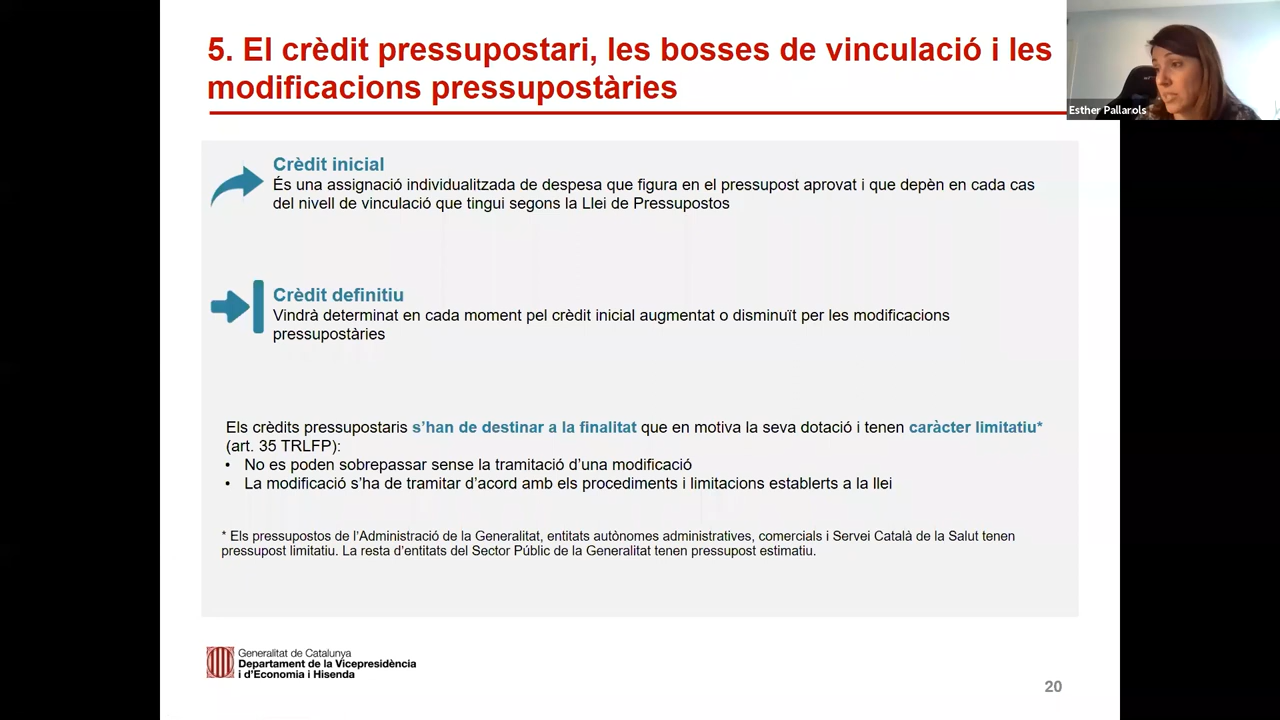 5. El crèdit pressupostari, les bosses de vinculació i les
modificacions pressupostàries
Esther Pallarols
Crèdit inicial
És una assignació individualitzada de despesa que figura en el pressupost aprovat i que depèn en cada cas
del nivell de vinculació que tingui segons la Llei de Pressupostos
Crèdit definitiu
Vindrà determinat en cada moment pel crèdit inicial augmentat o disminuït per les modificacions
pressupostàries
Els crèdits pressupostaris s'han de destinar a la finalitat que en motiva la seva dotació i tenen caràcter limitatiu*
(art. 35 TRLFP):
• No es poden sobrepassar sense la tramitació d'una modificació
• La modificació s'ha de tramitar d'acord amb els procediments i limitacions establerts a la llei
* Els pressupostos de l'Administració de la Generalitat, entitats autònomes administratives, comercials i Servei Català de la Salut tenen
pressupost limitatiu. La resta d'entitats del Sector Públic de la Generalitat tenen pressupost estimatiu.
Generalitat de Catalunya
Departament de la Vicepresidència
i d'Economia i Hisenda
20